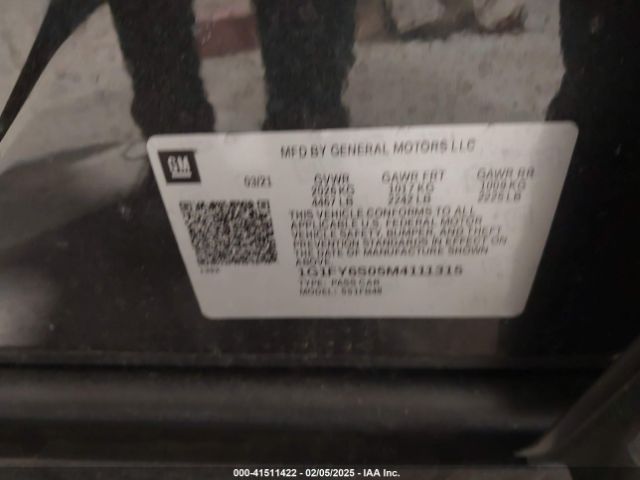 MFD BY GENERAL MOTORS LLC
GM
03/21 GVWR GAWR FRT GAWR RR
2026 KG 1017 KG 1009 KG
4467 LB 2242 LB 2225 LB
THIS VEHICLE CONFORMS TO ALL
APPLICABLE U.S. FEDERAL MOTOR
VEHICLE SAFETY, BUMPER, AND THEFT
PREVENTION STANDARDS IN EFFECT ON
THE DATE OF MANUFACTURE SHOWN
ABOVE.
1G1FY6S05M4111315
TYPE: PASS CAR
MODEL:
000-41511422 - 02/05/2025 - IAA Inc.